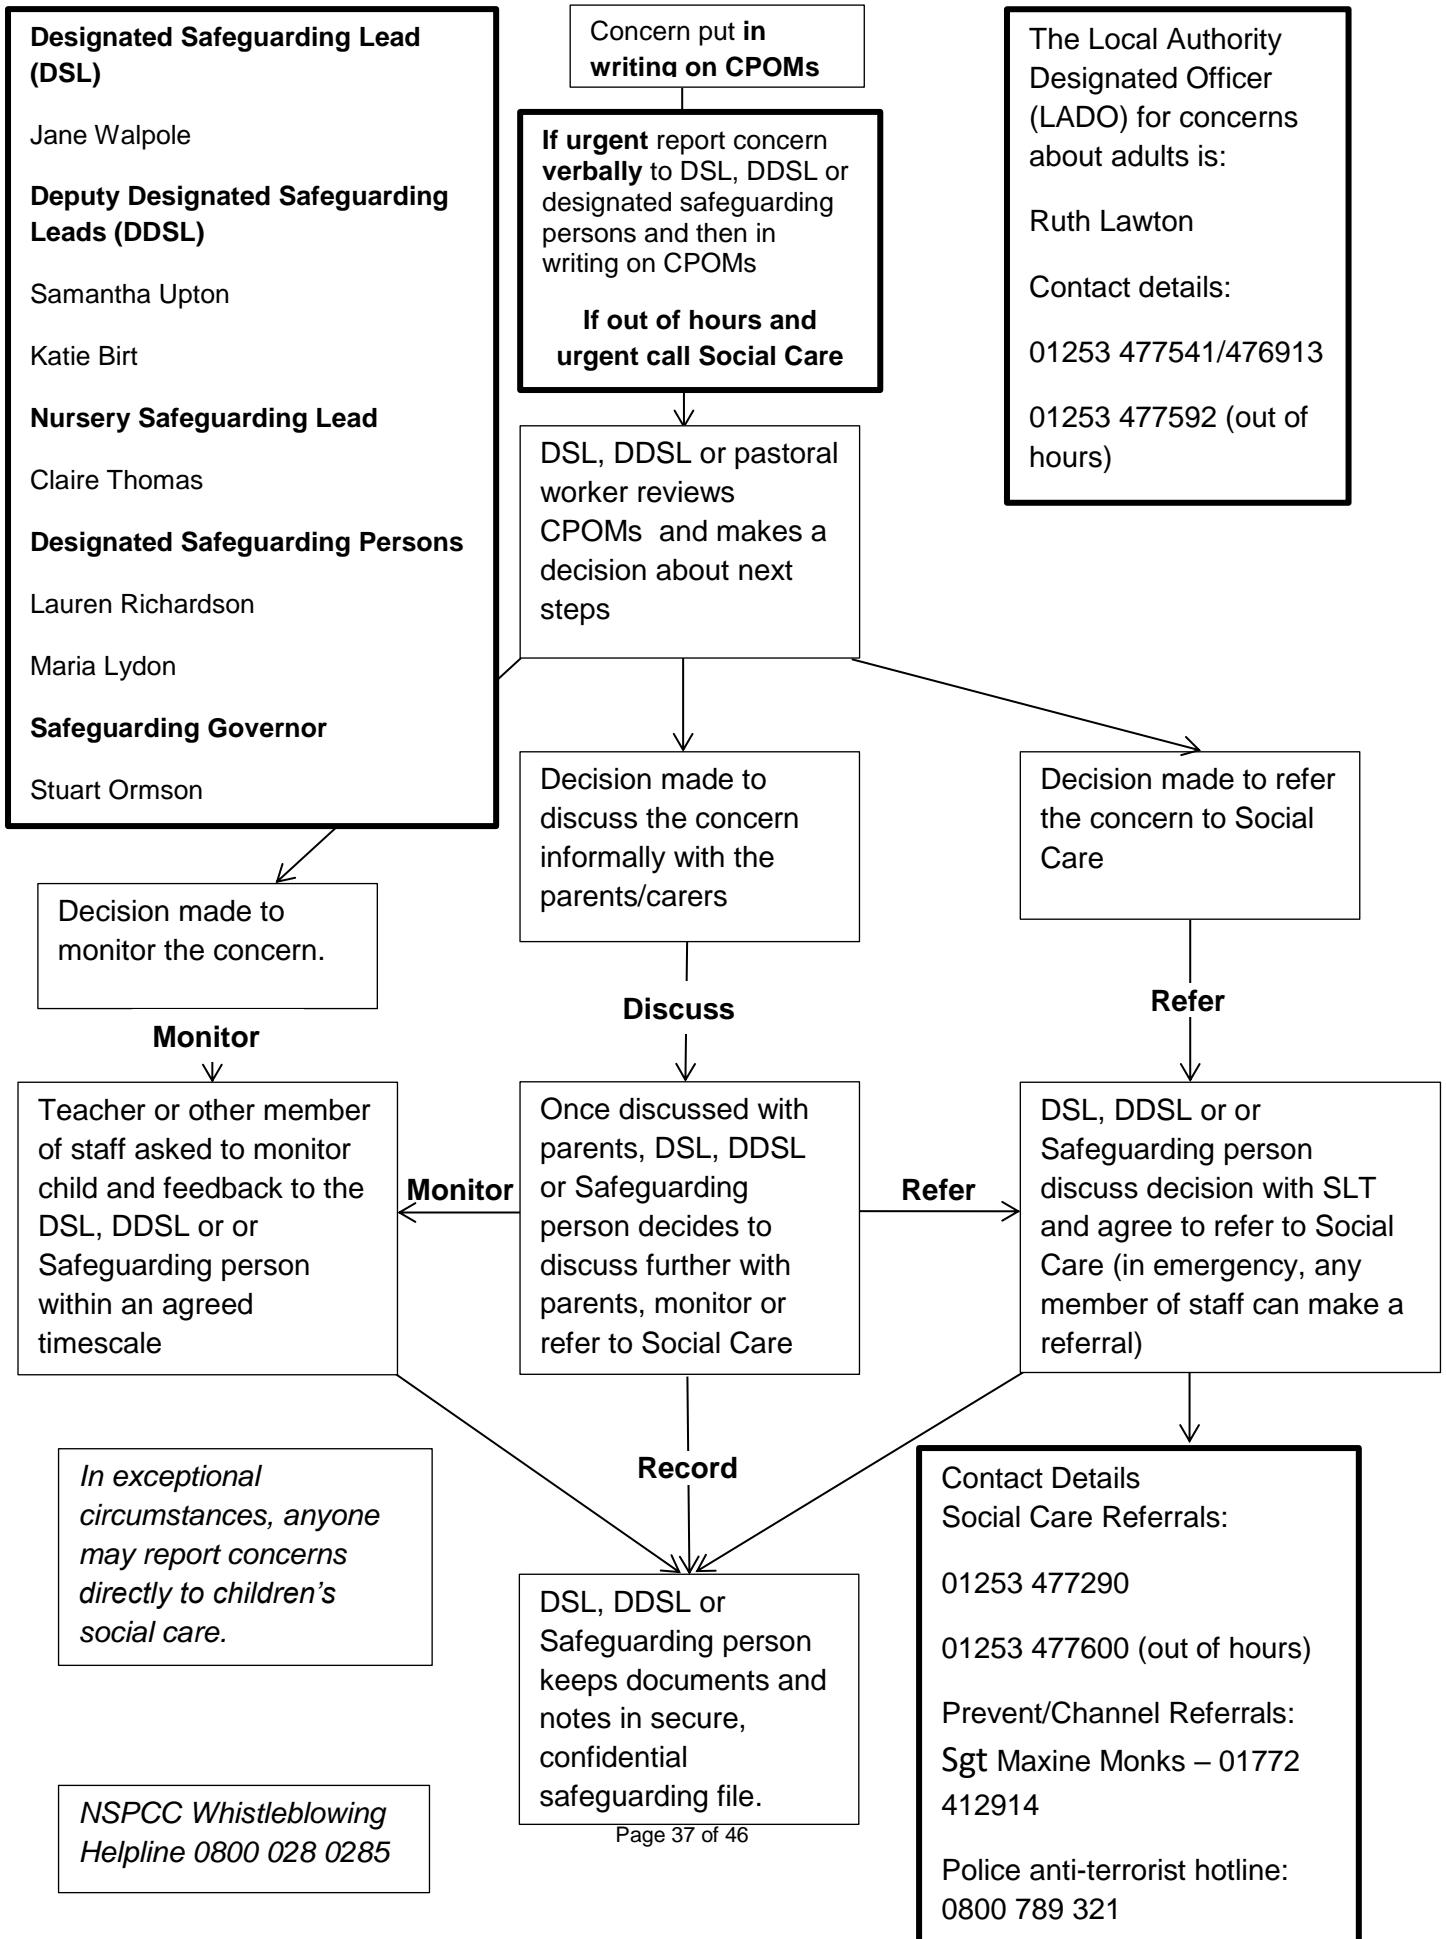 Designated Safeguarding Lead
(DSL)
Jane Walpole
Deputy Designated Safeguarding
Leads (DDSL)
Samantha Upton
Katie Birt
Nursery Safeguarding Lead
Claire Thomas
Designated Safeguarding Persons
Lauren Richardson
Maria Lydon
Safeguarding Governor
Stuart Ormson
Concern put in
writing on CPOMs
If urgent report concern
verbally to DSL, DDSL or
designated safeguarding
persons and then in
writing on CPOMs
If out of hours and
urgent call Social Care
The Local Authority
Designated Officer
(LADO) for concerns
about adults is:
Ruth Lawton
Contact details:
01253 477541/476913
01253 477592 (out of
hours)
DSL, DDSL or pastoral
worker reviews
CPOMs  and makes a
decision about next
steps
Decision made to
monitor the concern.
Decision made to
discuss the concern
informally with the
parents/carers
Decision made to refer
the concern to Social
Care
Monitor
Discuss
Refer
Teacher or other member
of staff asked to monitor
child and feedback to the
DSL, DDSL or or
Safeguarding person
within an agreed
timescale
Monitor
Once discussed with
parents, DSL, DDSL
or Safeguarding
person decides to
discuss further with
parents, monitor or
refer to Social Care
Refer
DSL, DDSL or or
Safeguarding person
discuss decision with SLT
and agree to refer to Social
Care (in emergency, any
member of staff can make a
referral)
In exceptional
circumstances, anyone
may report concerns
directly to children’s
social care.
Record
DSL, DDSL or
Safeguarding person
keeps documents and
notes in secure,
confidential
safeguarding file.
Contact Details
Social Care Referrals:
01253 477290
01253 477600 (out of hours)
Prevent/Channel Referrals:
Sgt Maxine Monks – 01772
412914
Police anti-terrorist hotline:
0800 789 321
NSPCC Whistleblowing
Helpline 0800 028 0285
Page 37 of 46